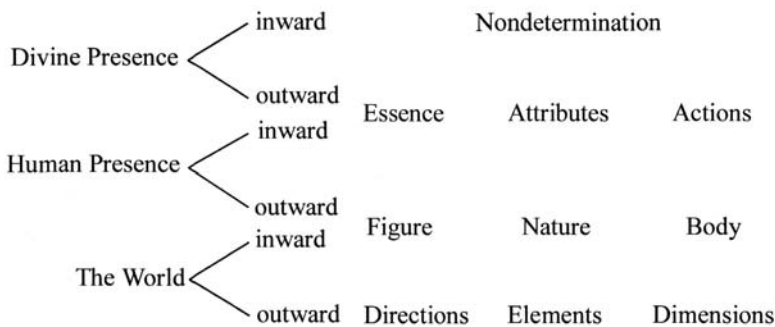 inward Nondetermination
Divine Presence
outward
Essence Attributes Actions
inward
Human Presence
outward
Figure Nature Body
inward
The World
outward Directions Elements Dimensions